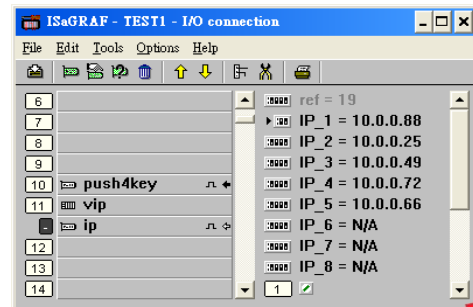 ISaGRAF - TEST1 - I/O connection
File Edit Tools Options Help
6
7
8
9
10 push4key
11 vip
- ip
12
13
14
ref = 19
IP_1 = 10.0.0.88
IP_2 = 10.0.0.25
IP_3 = 10.0.0.49
IP_4 = 10.0.0.72
IP_5 = 10.0.0.66
IP_6 = N/A
IP_7 = N/A
IP_8 = N/A
1